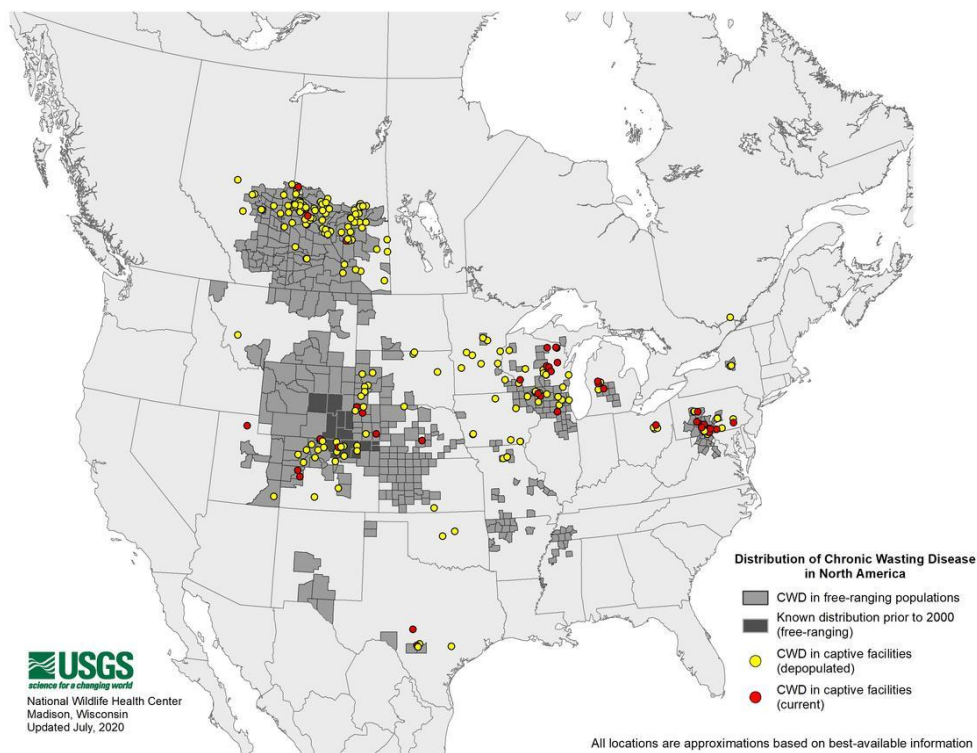 Distribution of Chronic Wasting Disease
in North America
CWD in free-ranging populations
Known distribution prior to 2000
(free-ranging)
CWD in captive facilities
(depopulated)
CWD in captive facilities
(current)
USGS
science for a changing world
National Wildlife Health Center
Madison, Wisconsin
Updated July, 2020
All locations are approximations based on best-available information